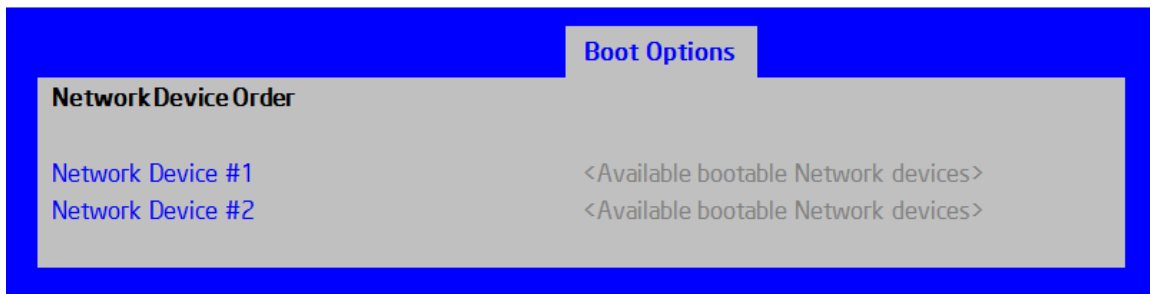 Boot Options
Network Device Order
Network Device #1 <Available bootable Network devices>
Network Device #2 <Available bootable Network devices>